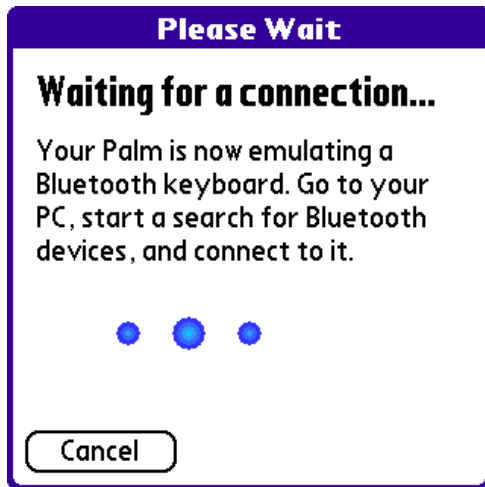 Please Wait
Waiting for a connection...
Your Palm is now emulating a
Bluetooth keyboard. Go to your
PC, start a search for Bluetooth
devices, and connect to it.
Cancel